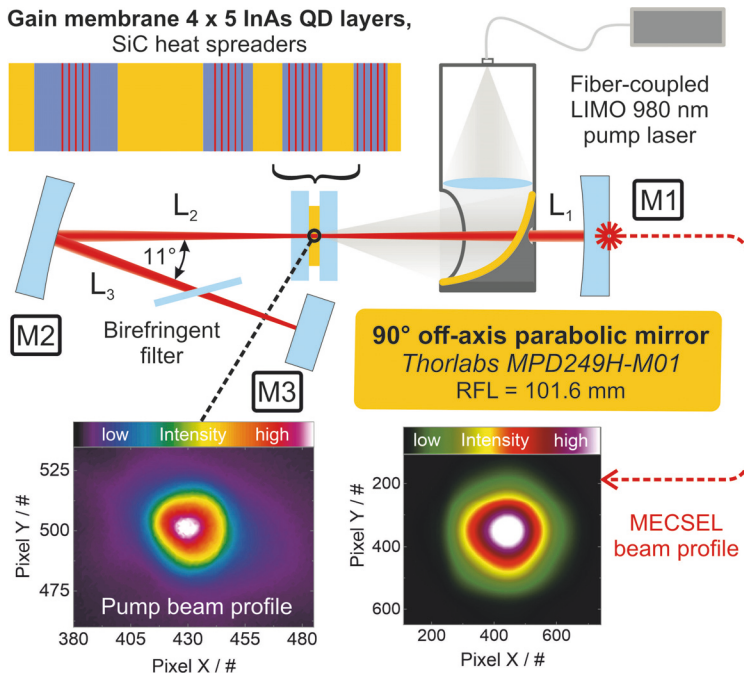 Gain membrane 4 x 5 InAs QD layers,
SiC heat spreaders
Fiber-coupled
LIMO 980 nm
pump laser
L2
L1
M1
11°
L3
M2
Birefringent
filter
M3
90° off-axis parabolic mirror
Thorlabs MPD249H-M01
RFL = 101.6 mm
low Intensity high
525
500
475
Pixel Y / #
Pump beam profile
380 405 430 455 480
Pixel X / #
low Intensity high
200
400
600
Pixel Y / #
200 400 600
Pixel X / #
MECSEL
beam profile